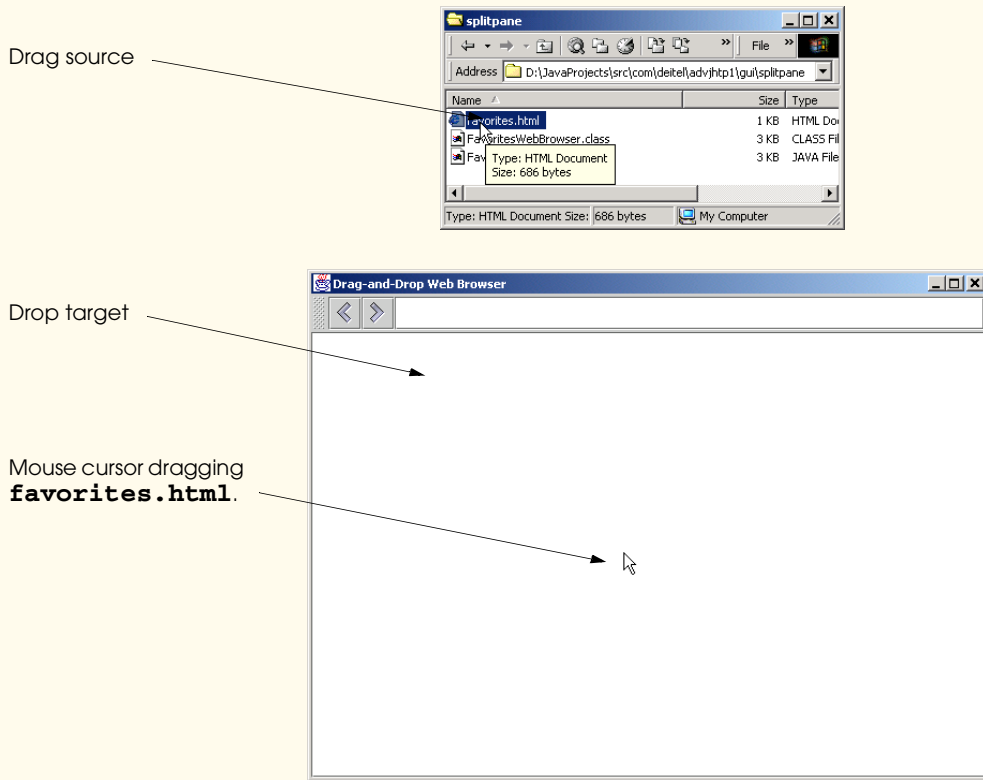 splitpane
Drag source
» File »
Address D:\JavaProjects\src\com\deitel\advjhtp1\gui\splitpane
Name Size Type
favorites.html 1 KB HTML Do
FavoritesWebBrowser.class 3 KB CLASS Fil
Fav 3 KB JAVA File
Type: HTML Document
Size: 686 bytes
Type: HTML Document Size: 686 bytes My Computer
Drag-and-Drop Web Browser
Drop target
Mouse cursor dragging
favorites.html.